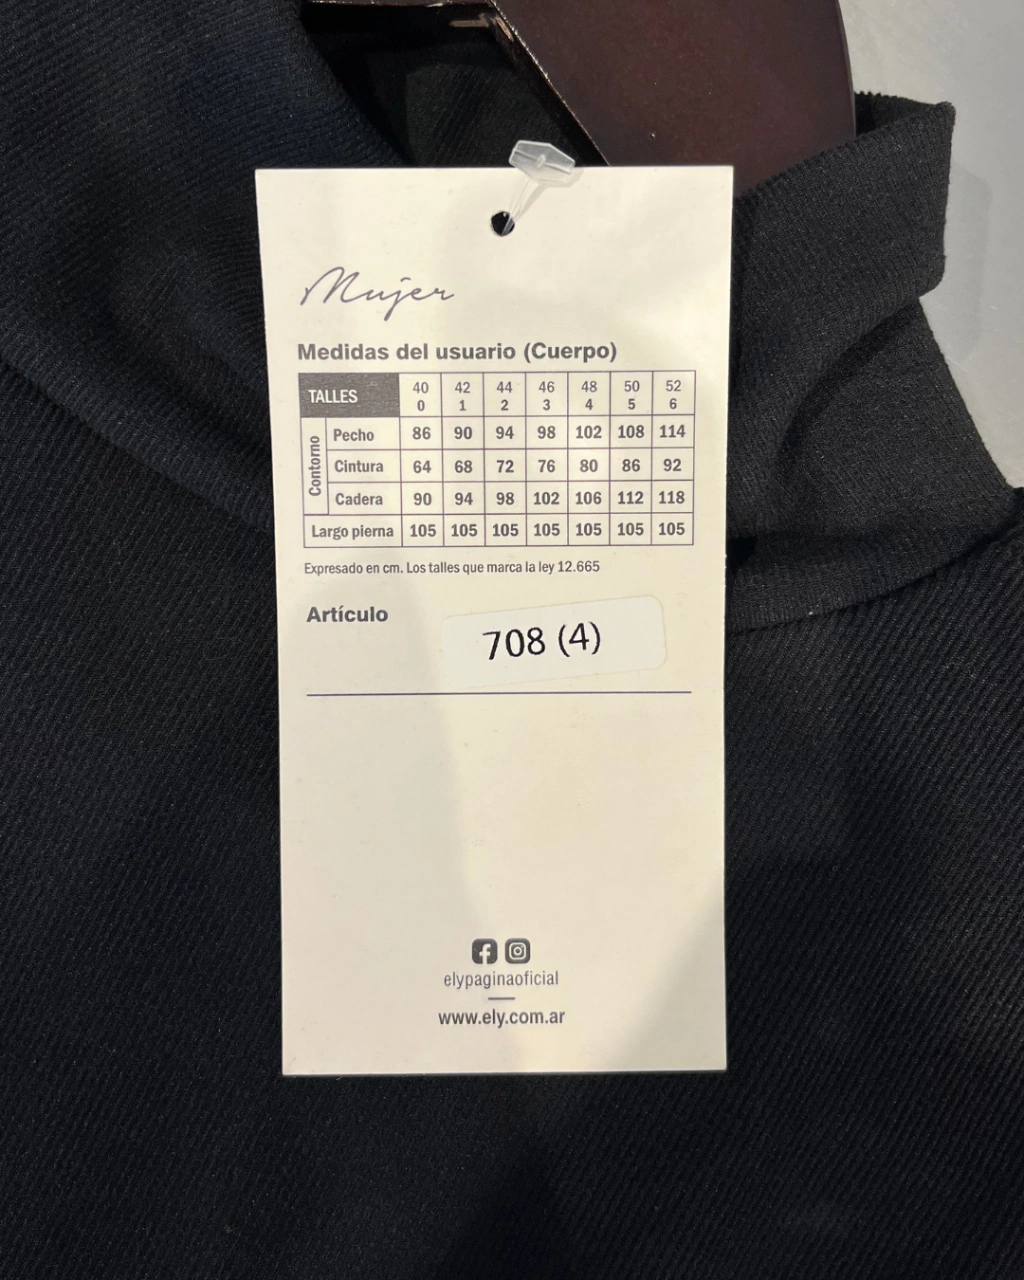 Mujer
Medidas del usuario (Cuerpo)
TALLES 40 42 44 46 48 50 52
0 1 2 3 4 5 6
Contorno
Pecho 86 90 94 98 102 108 114
Cintura 64 68 72 76 80 86 92
Cadera 90 94 98 102 106 112 118
Largo pierna 105 105 105 105 105 105 105
Expresado en cm. Los talles que marca la ley 12.665
Artículo 708 (4)
elypaginaoficial
www.ely.com.ar